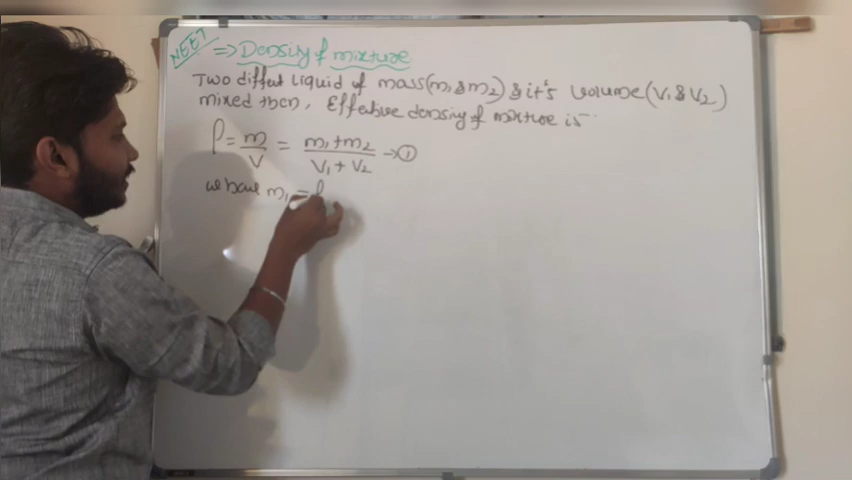 NEET => Density of mixture
Two diffent liquid of mass (m₁ & m₂) & it's volume (V₁ & V₂)
mixed then, Effective density of mixture is
ρ = m/V = m₁+m₂/V₁+V₂ → ①
where m₁ = ρ